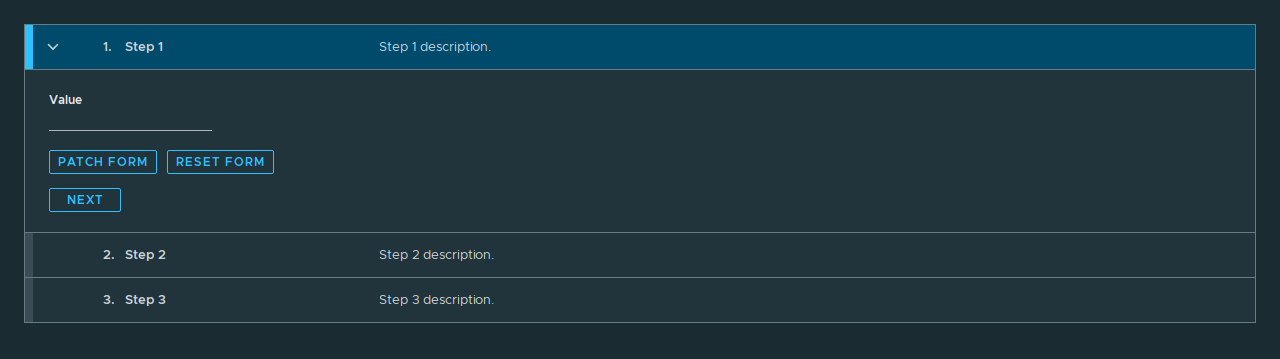 1. Step 1 Step 1 description.
Value
PATCH FORM RESET FORM
NEXT
2. Step 2 Step 2 description.
3. Step 3 Step 3 description.